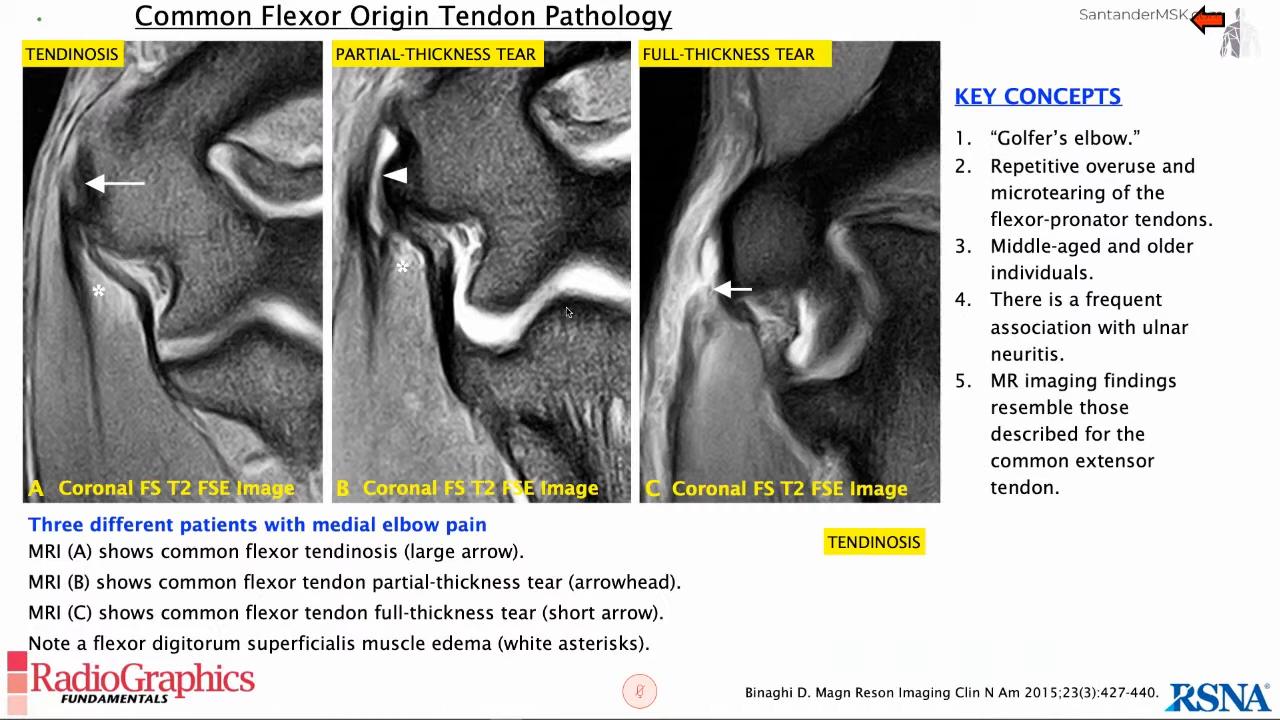 Common Flexor Origin Tendon Pathology
SantanderMSK.com
TENDINOSIS
PARTIAL-THICKNESS TEAR
FULL-THICKNESS TEAR
*
*
A Coronal FS T2 FSE Image
B Coronal FS T2 FSE Image
C Coronal FS T2 FSE Image
KEY CONCEPTS
1. “Golfer’s elbow.”
2. Repetitive overuse and
microtearing of the
flexor-pronator tendons.
3. Middle-aged and older
individuals.
4. There is a frequent
association with ulnar
neuritis.
5. MR imaging findings
resemble those
described for the
common extensor
tendon.
Three different patients with medial elbow pain
MRI (A) shows common flexor tendinosis (large arrow).
MRI (B) shows common flexor tendon partial-thickness tear (arrowhead).
MRI (C) shows common flexor tendon full-thickness tear (short arrow).
Note a flexor digitorum superficialis muscle edema (white asterisks).
TENDINOSIS
RadioGraphics
FUNDAMENTALS
Binaghi D. Magn Reson Imaging Clin N Am 2015;23(3):427-440.
RSNA®